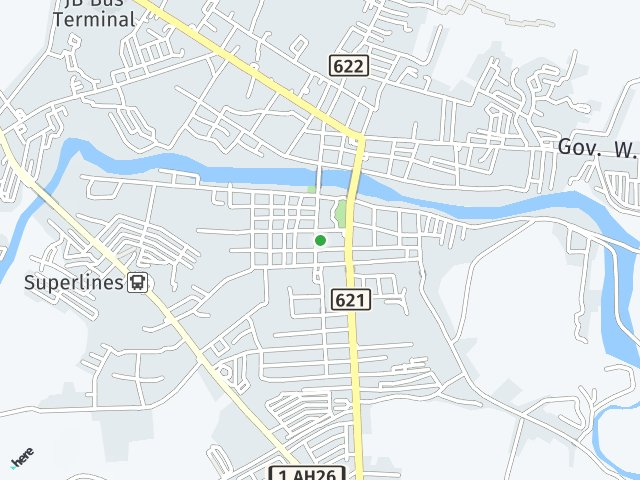 JB Bus
Terminal
622
Gov. W.
Superlines
621
1 AH26
here